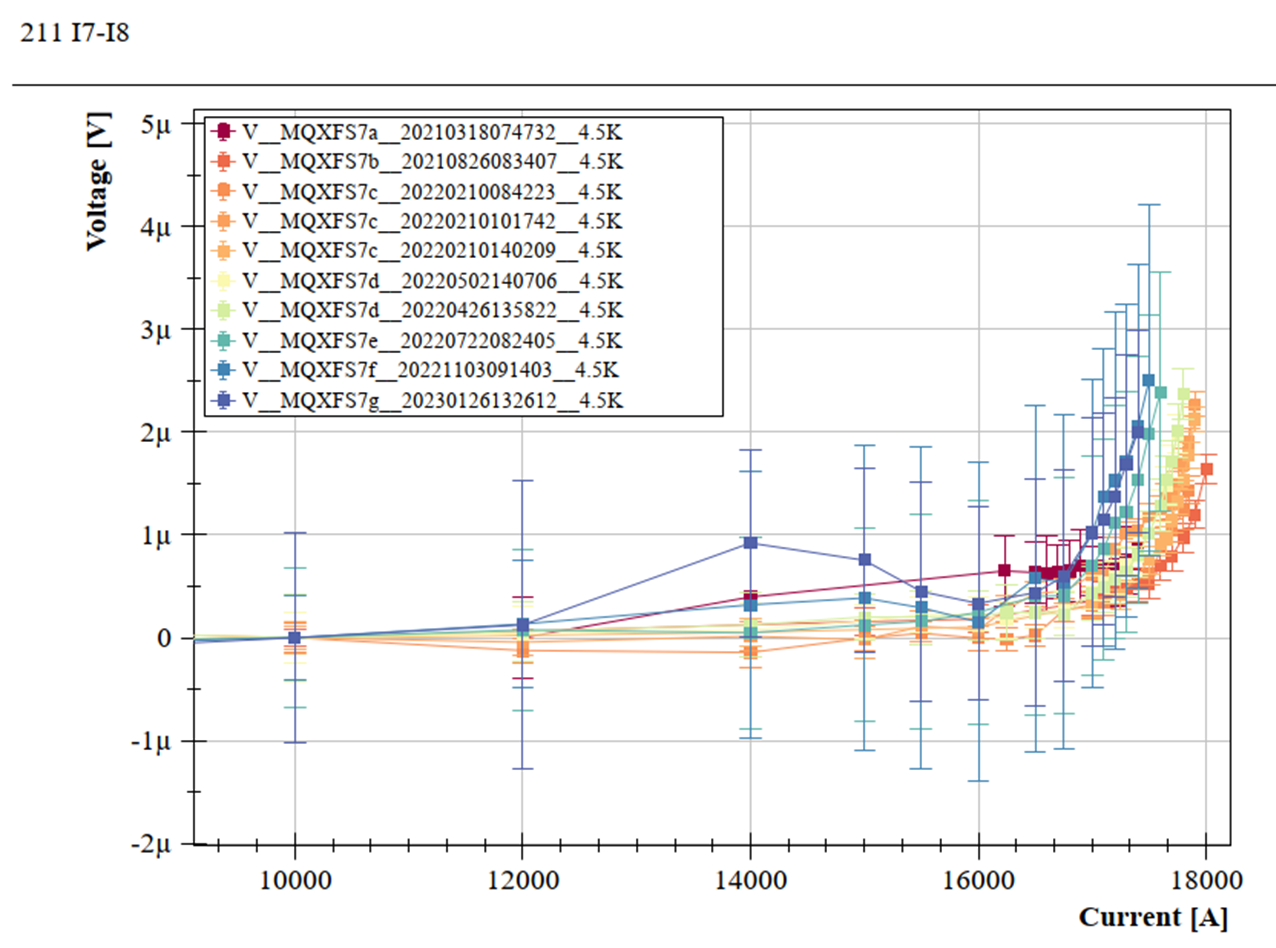 211 I7-I8
Voltage [V]
5µ
4µ
3µ
2µ
1µ
0
-1µ
-2µ
V__MQXFS7a__20210318074732__4.5K
V__MQXFS7b__20210826083407__4.5K
V__MQXFS7c__20220210084223__4.5K
V__MQXFS7c__20220210101742__4.5K
V__MQXFS7c__20220210140209__4.5K
V__MQXFS7d__20220502140706__4.5K
V__MQXFS7d__20220426135822__4.5K
V__MQXFS7e__20220722082405__4.5K
V__MQXFS7f__20221103091403__4.5K
V__MQXFS7g__20230126132612__4.5K
10000 12000 14000 16000 18000
Current [A]